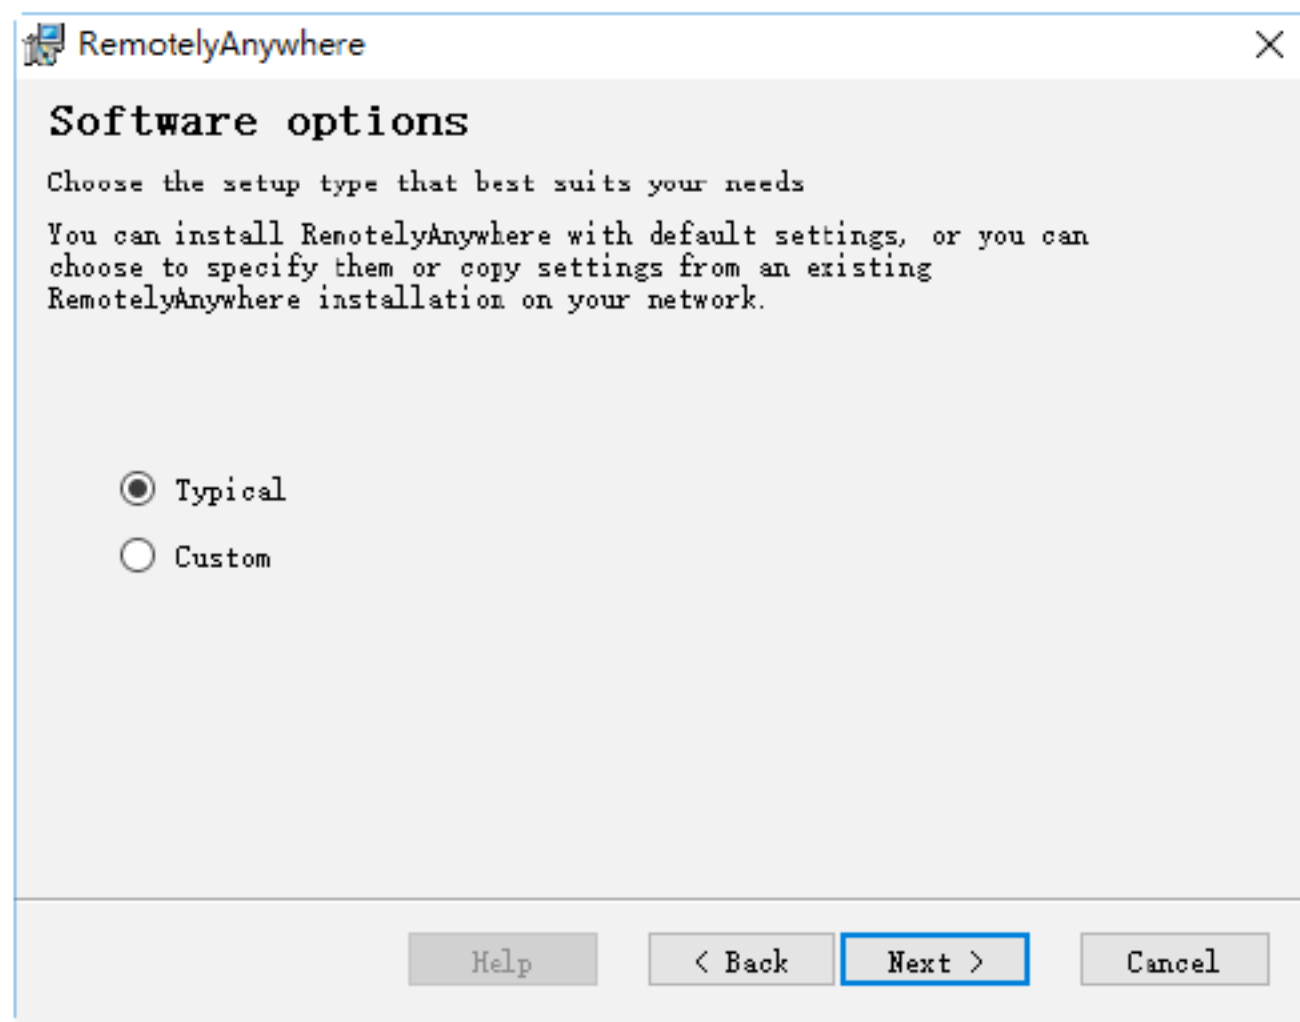 RemotelyAnywhere
Software options
Choose the setup type that best suits your needs
You can install RemotelyAnywhere with default settings, or you can
choose to specify them or copy settings from an existing
RemotelyAnywhere installation on your network.
Typical
Custom
Help
< Back
Next >
Cancel